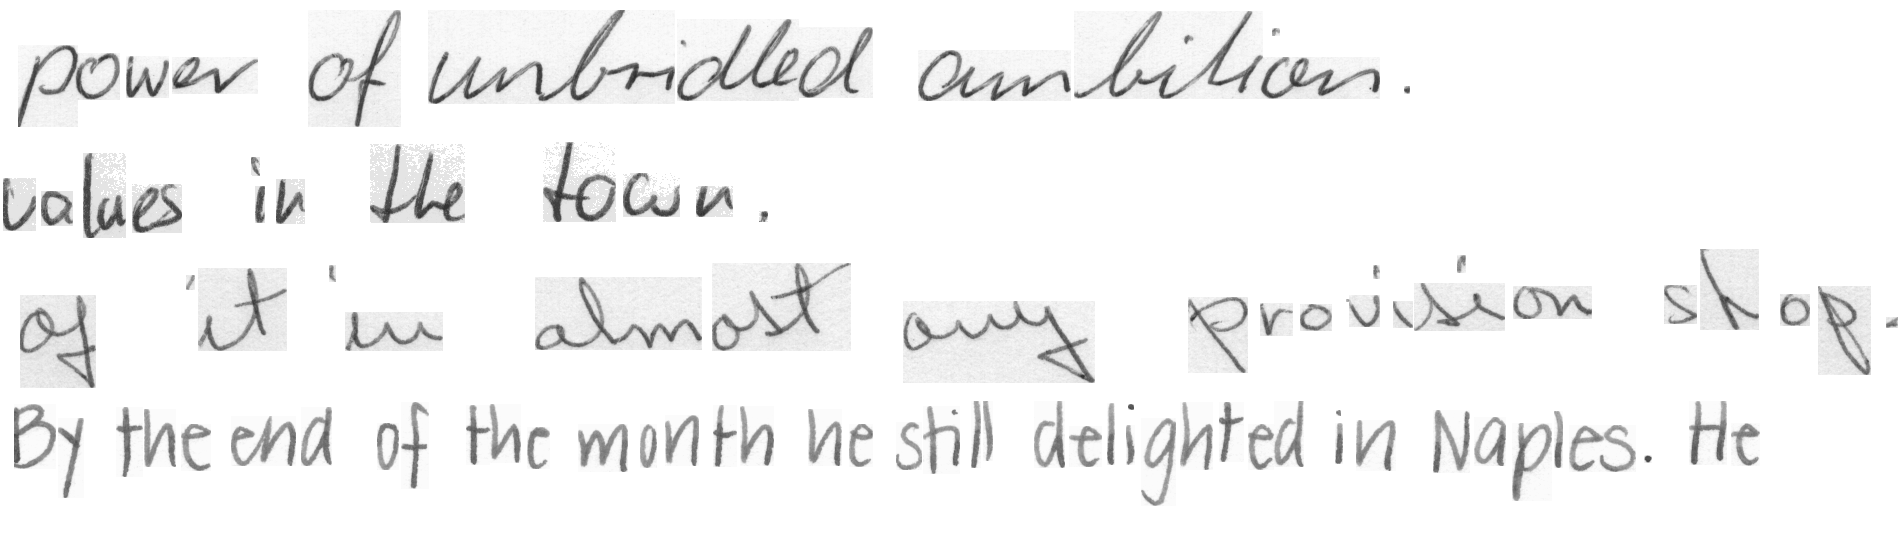 power of unbridled ambition.
values in the town.
of it in almost any provision shop.
By the end of the month he still delighted in Naples. He